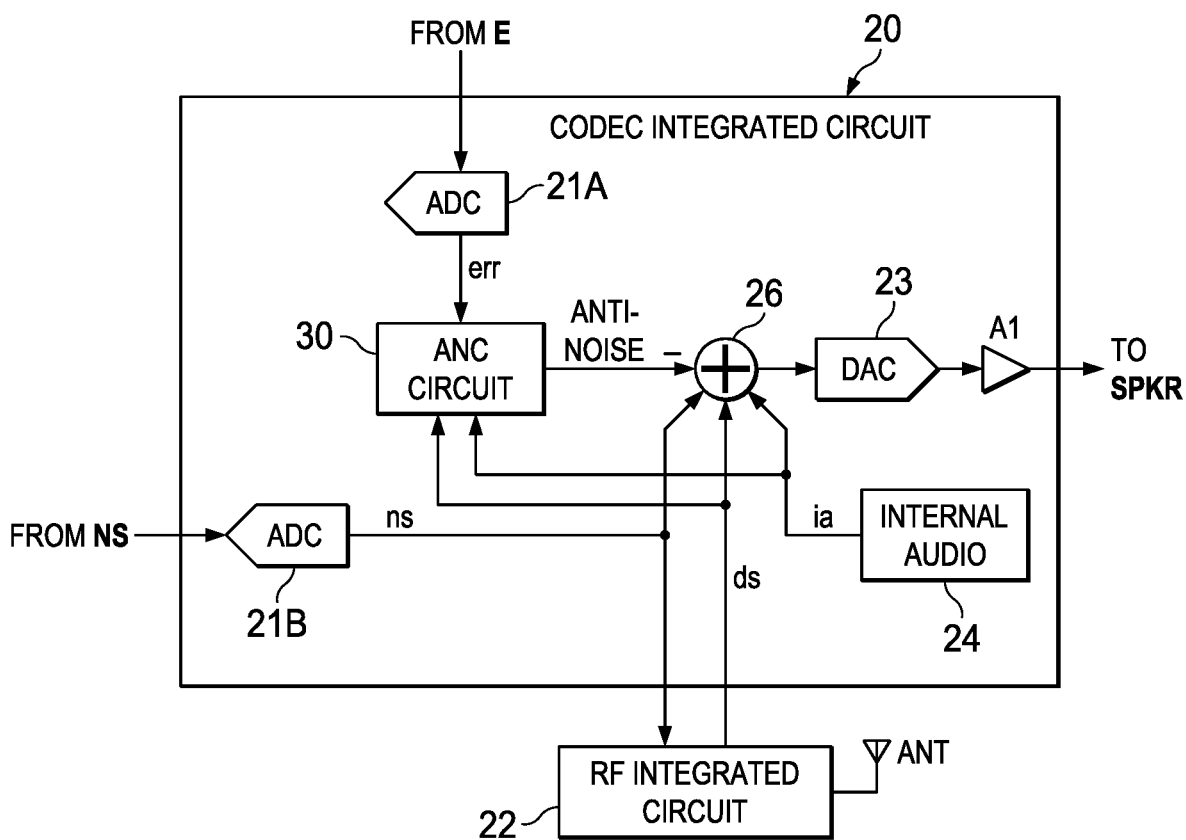 FROM E
20
CODEC INTEGRATED CIRCUIT
ADC
21A
err
30
ANC
CIRCUIT
ANTI-
NOISE
–
26
23
DAC
A1
TO
SPKR
FROM NS
ADC
21B
ns
ds
ia
INTERNAL
AUDIO
24
RF INTEGRATED
CIRCUIT
22
ANT